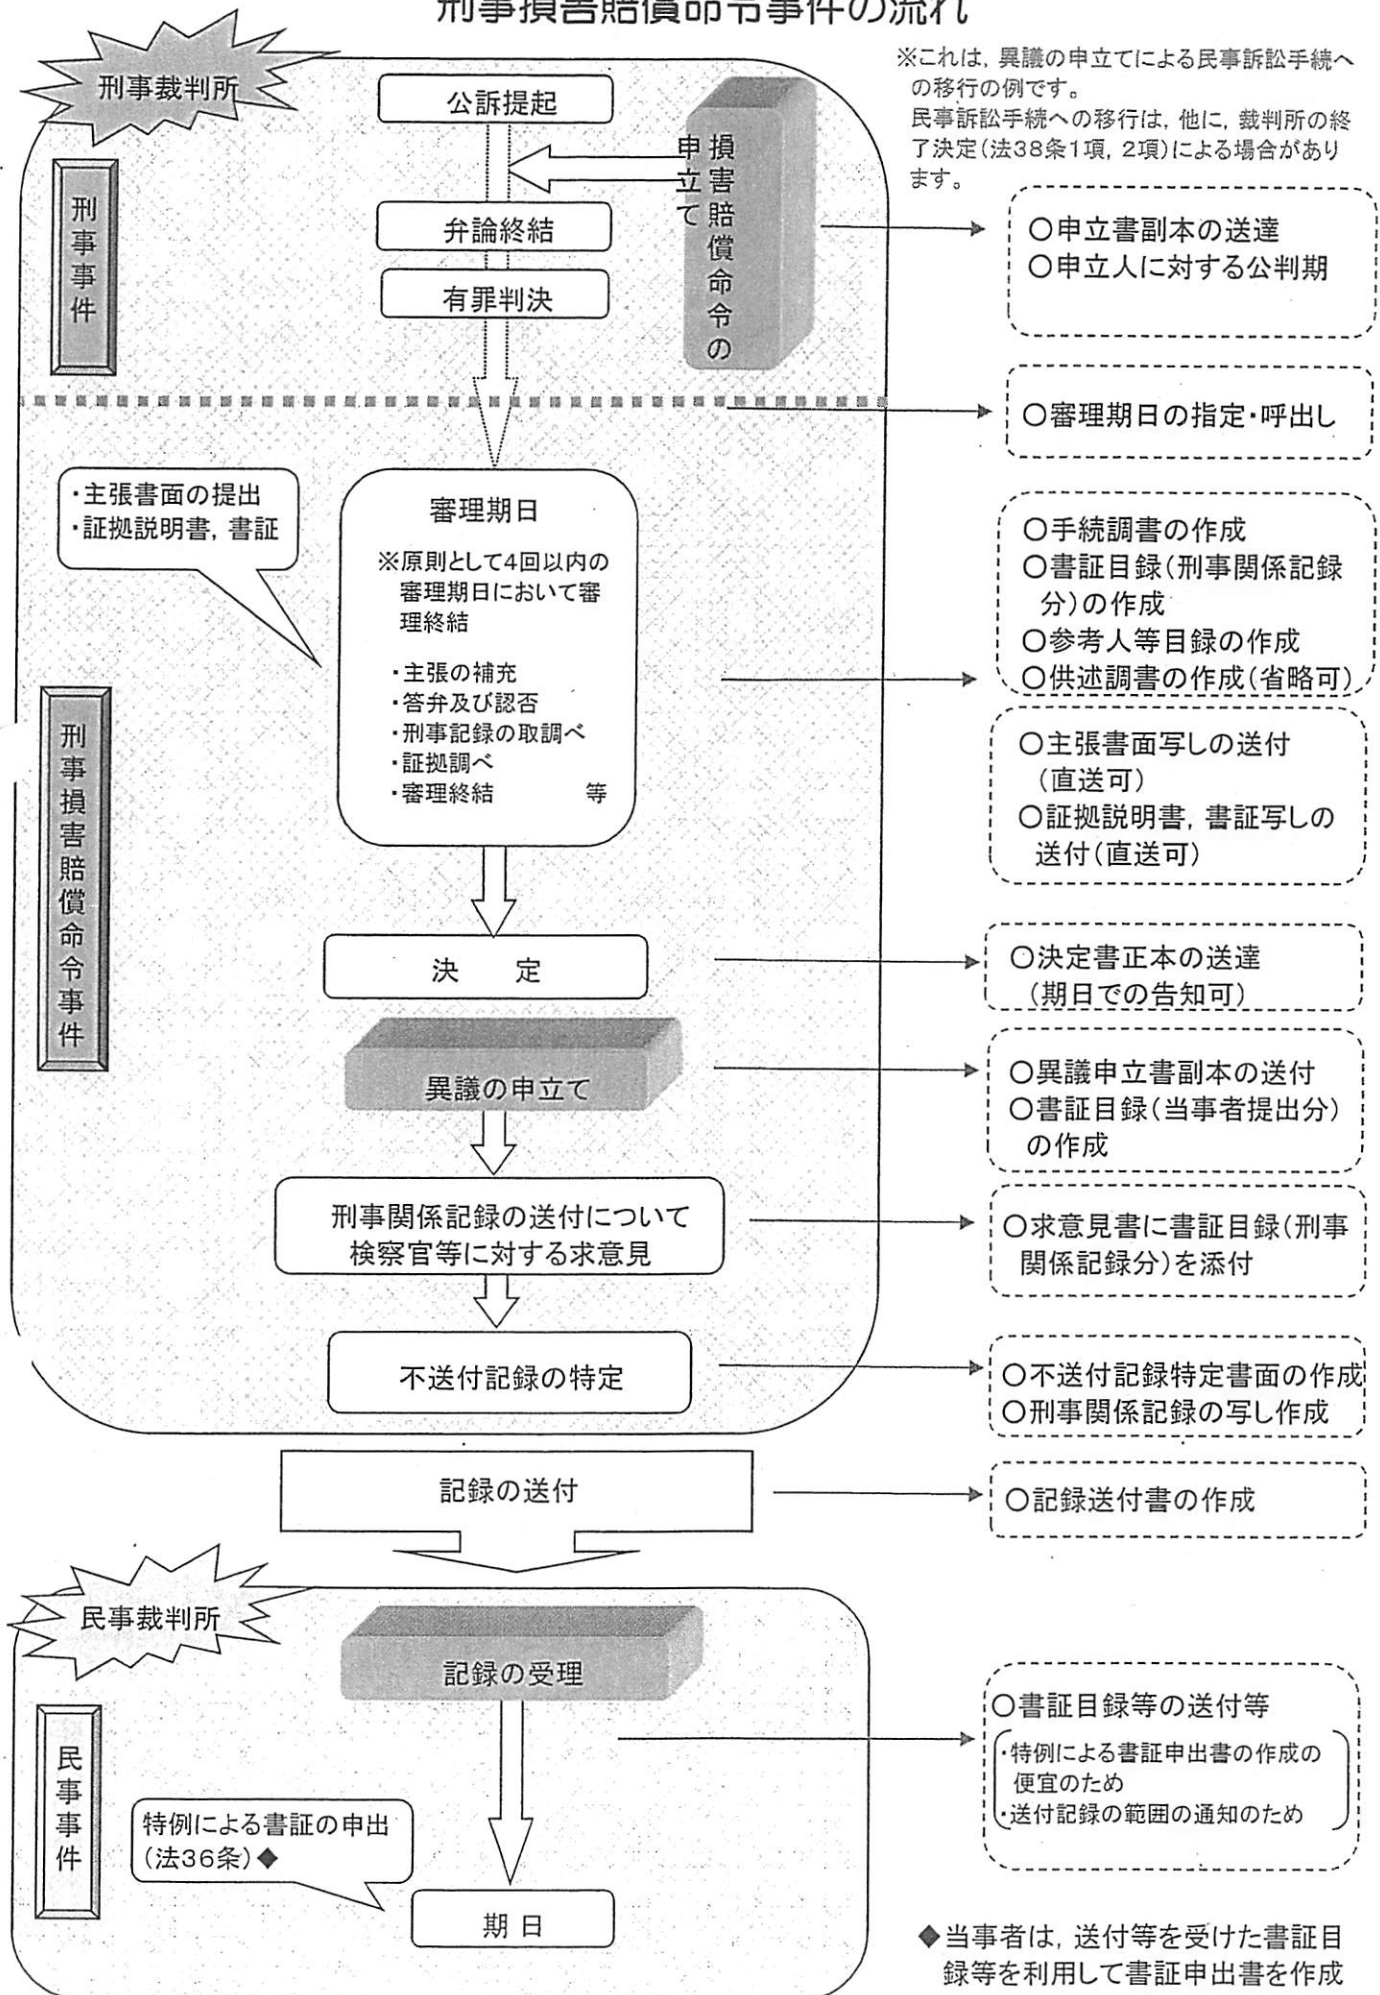 刑事損害賠償命令事件の流れ
※これは，異議の申立てによる民事訴訟手続へ
の移行の例です。
民事訴訟手続への移行は，他に，裁判所の終
了決定（法38条1項，2項）による場合があり
ます。
刑事裁判所
公訴提起
損害賠償命令の
申立て
刑事事件
弁論終結
有罪判決
○申立書副本の送達
○申立人に対する公判期
○審理期日の指定・呼出し
・主張書面の提出
・証拠説明書，書証
審理期日
※原則として4回以内の
審理期日において審
理終結
・主張の補充
・答弁及び認否
・刑事記録の取調べ
・証拠調べ
・審理終結　等
○手続調書の作成
○書証目録（刑事関係記録
分）の作成
○参考人等目録の作成
○供述調書の作成（省略可）
○主張書面写しの送付
（直送可）
○証拠説明書，書証写しの
送付（直送可）
刑事損害賠償命令事件
決　定
○決定書正本の送達
（期日での告知可）
異議の申立て
○異議申立書副本の送付
○書証目録（当事者提出分）
の作成
刑事関係記録の送付について
検察官等に対する求意見
○求意見書に書証目録（刑事
関係記録分）を添付
不送付記録の特定
○不送付記録特定書面の作成
○刑事関係記録の写し作成
記録の送付
○記録送付書の作成
民事裁判所
記録の受理
民事事件
○書証目録等の送付等
・特例による書証申出書の作成の
便宜のため
・送付記録の範囲の通知のため
特例による書証の申出
（法36条）◆
期日
◆当事者は，送付等を受けた書証目
録等を利用して書証申出書を作成